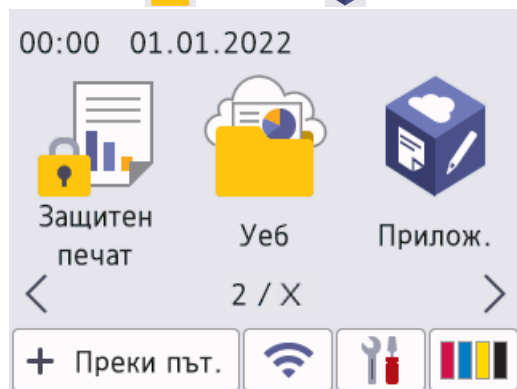 00:00 01.01.2022
Защитен
печат
Уеб
Прилож.
2 / X
+ Преки път.